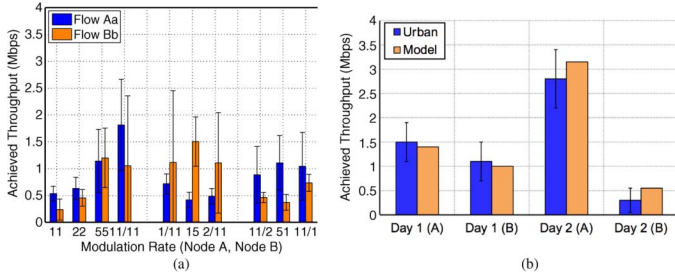 Achieved Throughput (Mbps)
4
3.5
3
2.5
2
1.5
1
0.5
0
Flow Aa
Flow Bb
11 22 5511/11 1/11 15 2/11 11/2 51 11/1
Modulation Rate (Node A, Node B)
(a)
Achieved Throughput (Mbps)
4
3.5
3
2.5
2
1.5
1
0.5
0
Urban
Model
Day 1 (A) Day 1 (B) Day 2 (A) Day 2 (B)
(b)